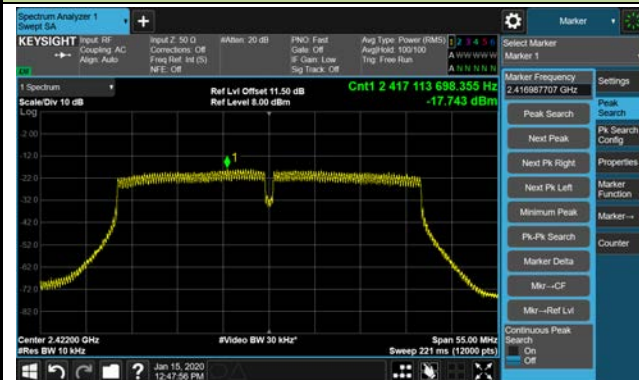 Spectrum Analyzer 1
Swept SA
Marker
KEYSIGHT Input: RF
Coupling: AC
Align: Auto
Input Z: 50 Ω
Corrections: Off
Freq Ref: Int (S)
NFE: Off
#Atten: 20 dB
PNO: Fast
Gate: Off
IF Gain: Low
Sig Track: Off
Avg Type: Power (RMS)
Avg|Hold: 100/100
Trig: Free Run
1 2 3 4 5 6
A W W W W W
A N N N N N
Select Marker
Marker 1
1 Spectrum
Scale/Div 10 dB
Log
Ref Lvl Offset 11.50 dB
Ref Level 8.00 dBm
Cnt1 2 417 113 698.355 Hz
-17.743 dBm
1
-2.00
-12.0
-22.0
-32.0
-42.0
-52.0
-62.0
-72.0
-82.0
Center 2.42200 GHz
#Res BW 10 kHz
#Video BW 30 kHz*
Span 55.00 MHz
Sweep 221 ms (12000 pts)
Marker Frequency
2.416987707 GHz
Peak Search
Next Peak
Next Pk Right
Next Pk Left
Minimum Peak
Pk-Pk Search
Marker Delta
Mkr→CF
Mkr→Ref Lvl
Continuous Peak
Search
On
Off
Settings
Peak
Search
Pk Search
Config
Properties
Marker
Function
Marker→
Counter
Jan 15, 2020
12:47:56 PM